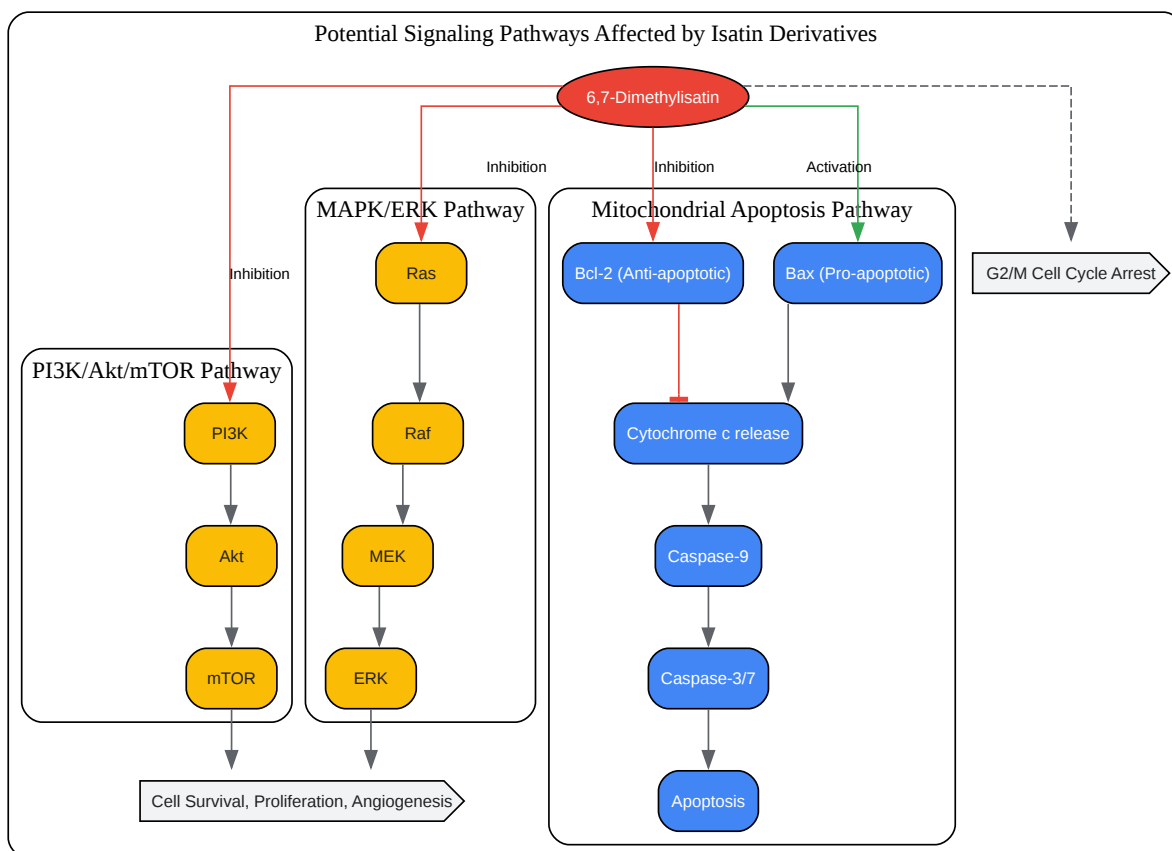 Potential Signaling Pathways Affected by Isatin Derivatives
6,7-Dimethylisatin
Inhibition
Inhibition
Activation
MAPK/ERK Pathway
Mitochondrial Apoptosis Pathway
Inhibition
Ras
Bcl-2 (Anti-apoptotic)
Bax (Pro-apoptotic)
G2/M Cell Cycle Arrest
PI3K/Akt/mTOR Pathway
PI3K
Raf
Cytochrome c release
Akt
MEK
Caspase-9
mTOR
ERK
Caspase-3/7
Cell Survival, Proliferation, Angiogenesis
Apoptosis